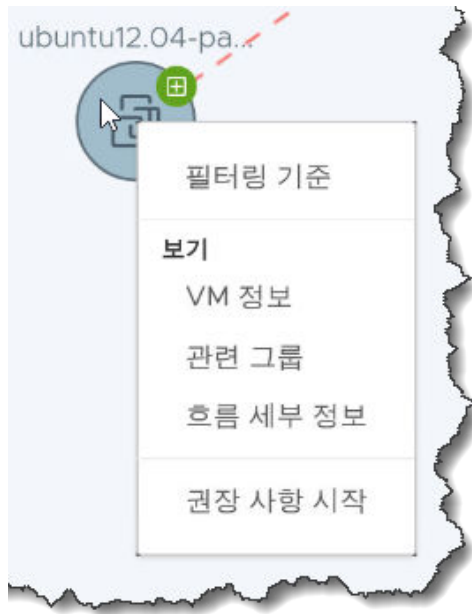 ubuntu12.04-pa...
필터링 기준
보기
VM 정보
관련 그룹
흐름 세부 정보
권장 사항 시작